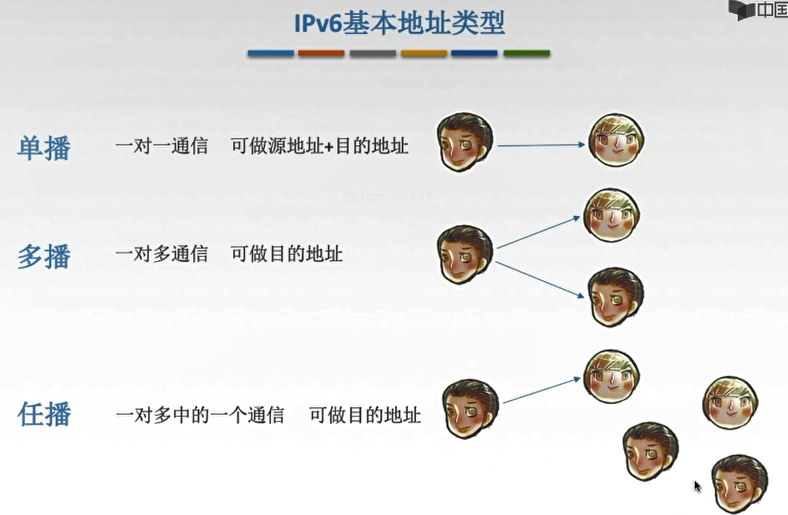 中国
IPv6基本地址类型
单播 一对一通信 可做源地址+目的地址
多播 一对多通信 可做目的地址
任播 一对多中的一个通信 可做目的地址